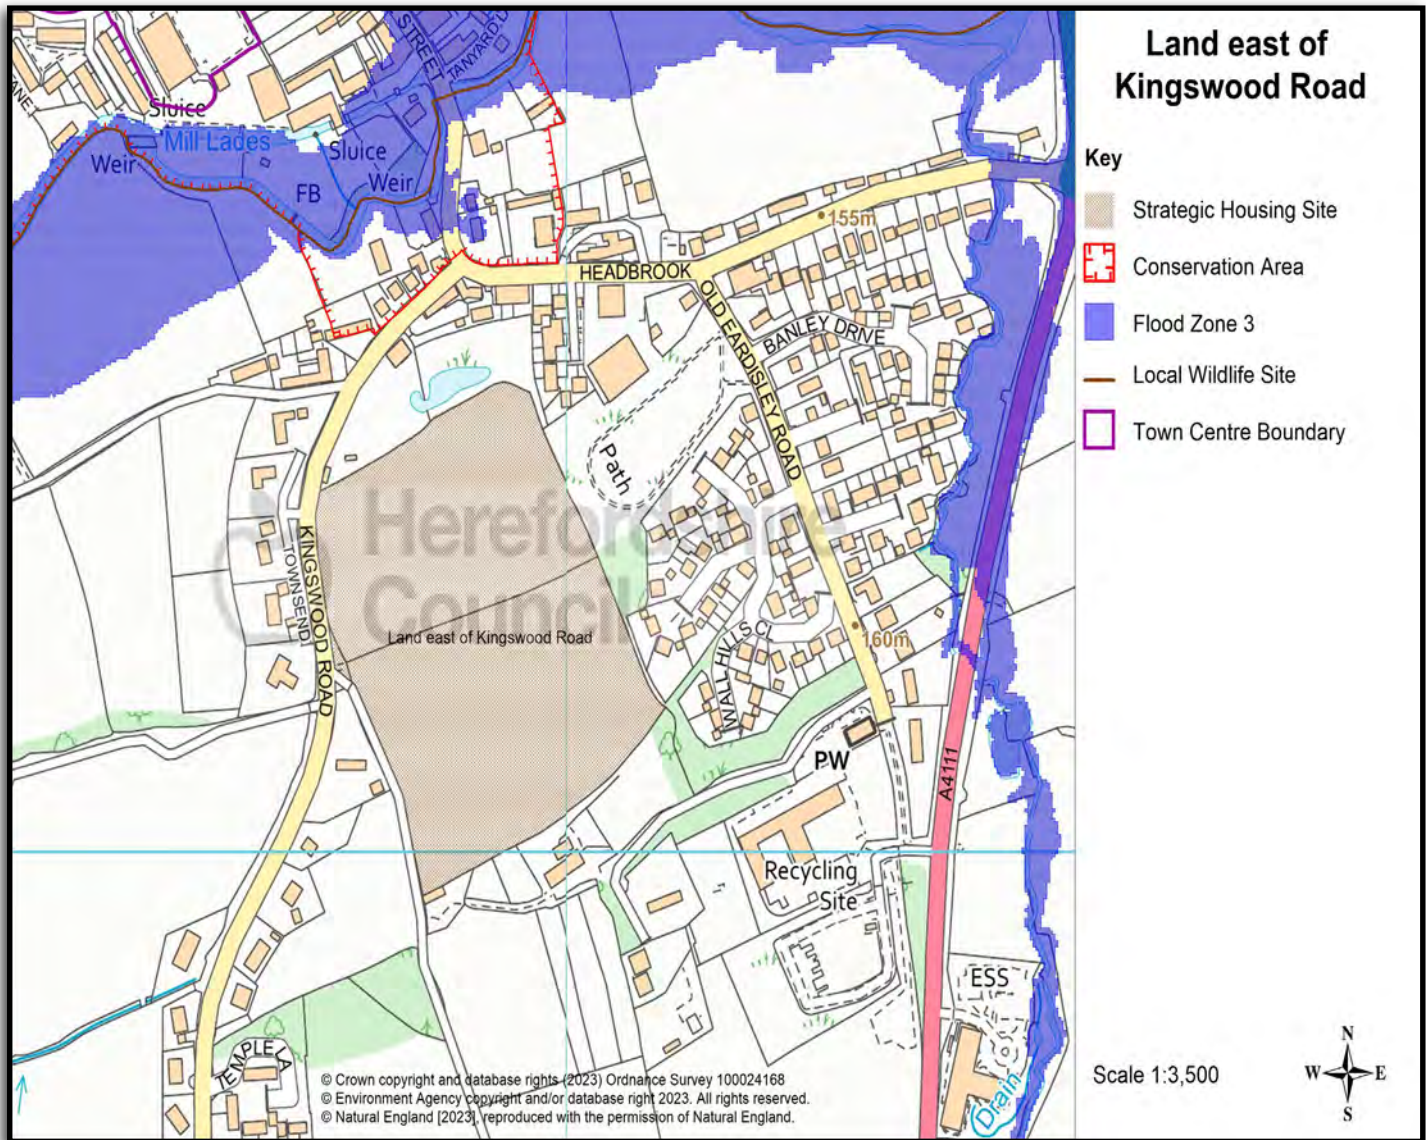 Land east of
Kingswood Road
Key
Strategic Housing Site
Conservation Area
Flood Zone 3
Local Wildlife Site
Town Centre Boundary
STREET
Sluice
Mill Lades
Sluice
Weir
Weir
FB
155m
HEADBROOK
OLD EARDISLEY ROAD
BANLEY DRIVE
Path
Herefordshire
Council
KINGSWOOD ROAD
TOWNSEND
Land east of Kingswood Road
WALL HILLS CL
160m
PW
A4111
Recycling
Site
ESS
TEMPLE LA
Drain
© Crown copyright and database rights (2023) Ordnance Survey 100024168
© Environment Agency copyright and/or database right 2023. All rights reserved.
© Natural England [2023], reproduced with the permission of Natural England.
Scale 1:3,500
N
W E
S